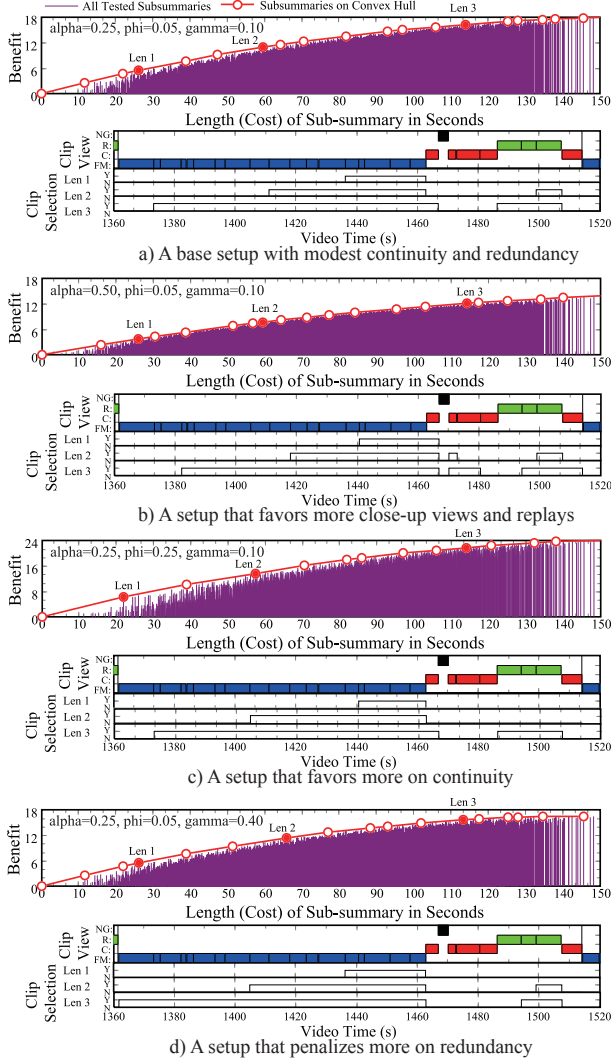 All Tested Subsummaries Subsummaries on Convex Hull
Len 3
18
alpha=0.25, phi=0.05, gamma=0.10
Len 2
12
Len 1
6
0
Benefit
0 10 20 30 40 50 60 70 80 90 100 110 120 130 140 150
Length (Cost) of Sub-summary in Seconds
Clip View
NG:
R:
C:
FM:
Clip Selection
Len 1 Y N
Len 2 Y N
Len 3 Y N
1360 1380 1400 1420 1440 1460 1480 1500 1520
Video Time (s)
a) A base setup with modest continuity and redundancy
18
alpha=0.50, phi=0.05, gamma=0.10
Len 3
12
Len 2
Len 1
6
0
Benefit
0 10 20 30 40 50 60 70 80 90 100 110 120 130 140 150
Length (Cost) of Sub-summary in Seconds
Clip View
NG:
R:
C:
FM:
Clip Selection
Len 1 Y N
Len 2 Y N
Len 3 Y N
1360 1380 1400 1420 1440 1460 1480 1500 1520
Video Time (s)
b) A setup that favors more close-up views and replays
24
alpha=0.25, phi=0.25, gamma=0.10
Len 3
16
Len 2
Len 1
8
0
Benefit
0 10 20 30 40 50 60 70 80 90 100 110 120 130 140 150
Length (Cost) of Sub-summary in Seconds
Clip View
NG:
R:
C:
FM:
Clip Selection
Len 1 Y N
Len 2 Y N
Len 3 Y N
1360 1380 1400 1420 1440 1460 1480 1500 1520
Video Time (s)
c) A setup that favors more on continuity
18
alpha=0.25, phi=0.05, gamma=0.40
Len 3
12
Len 2
Len 1
6
0
Benefit
0 10 20 30 40 50 60 70 80 90 100 110 120 130 140 150
Length (Cost) of Sub-summary in Seconds
Clip View
NG:
R:
C:
FM:
Clip Selection
Len 1 Y N
Len 2 Y N
Len 3 Y N
1360 1380 1400 1420 1440 1460 1480 1500 1520
Video Time (s)
d) A setup that penalizes more on redundancy